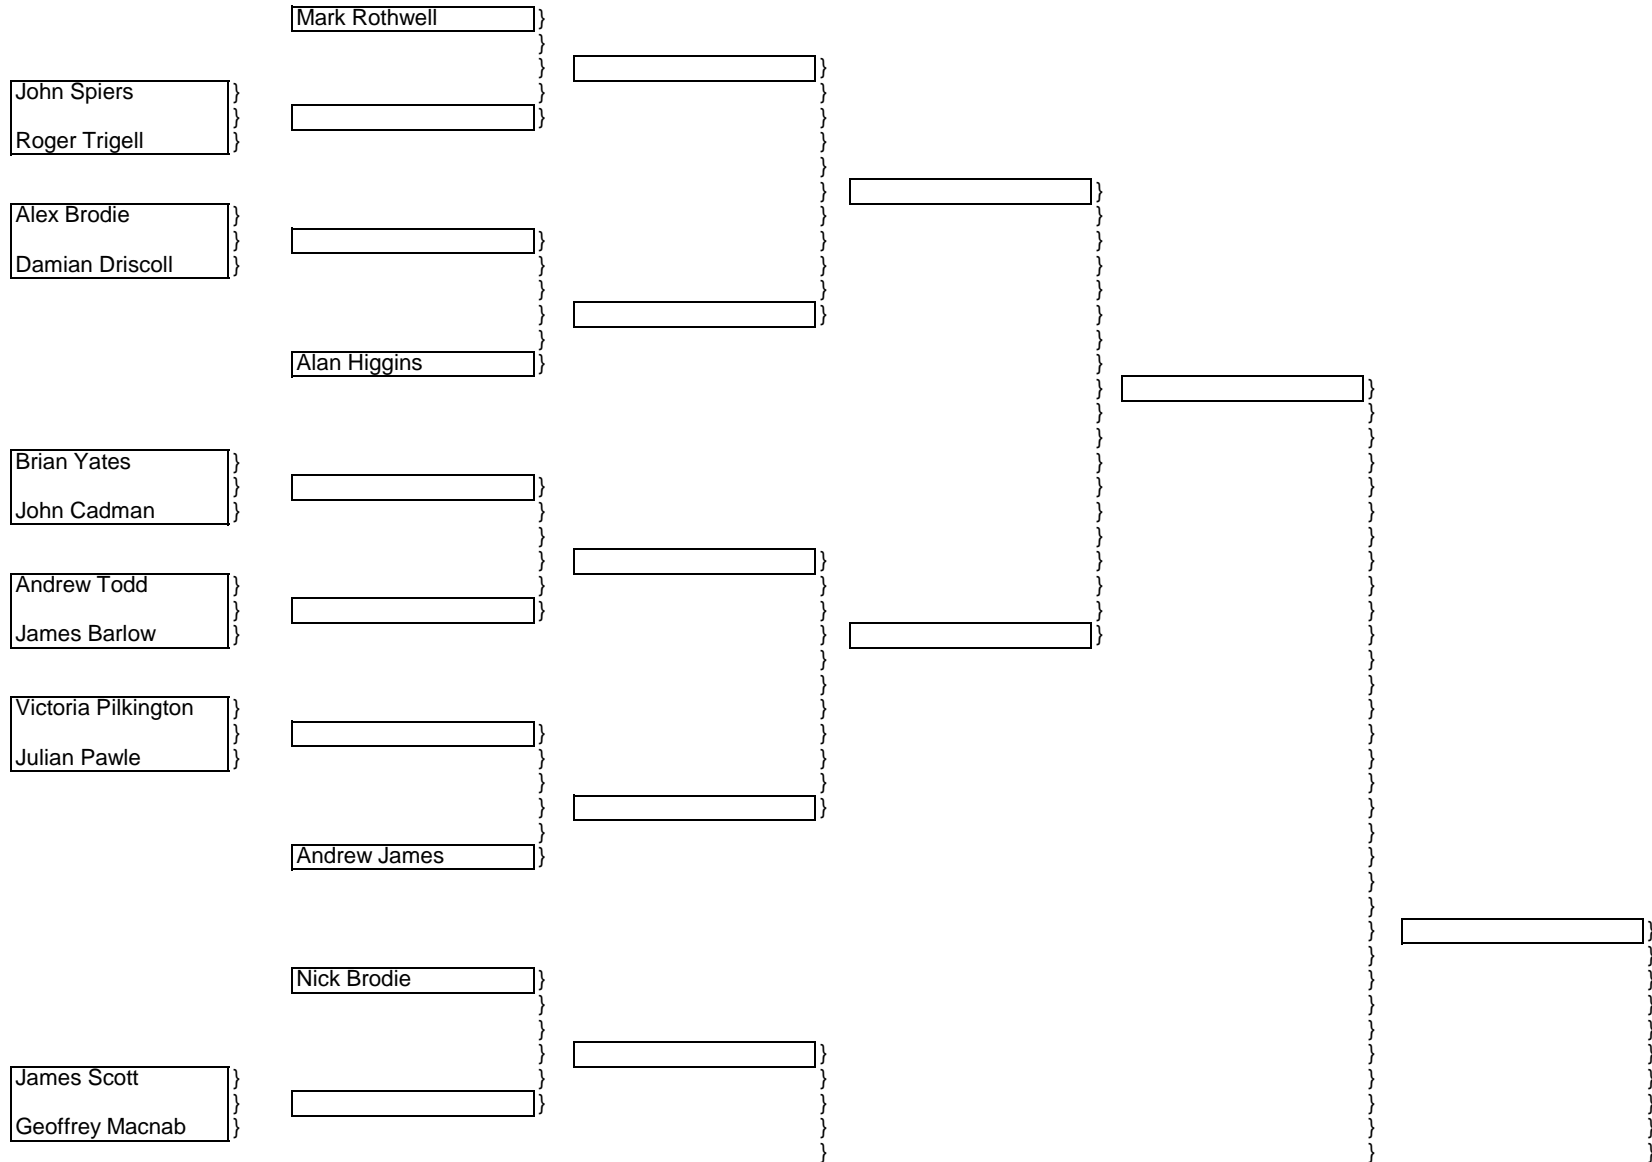 Mark Rothwell
John Spiers
Roger Trigell
Alex Brodie
Damian Driscoll
Alan Higgins
Brian Yates
John Cadman
Andrew Todd
James Barlow
Victoria Pilkington
Julian Pawle
Andrew James
Nick Brodie
James Scott
Geoffrey Macnab